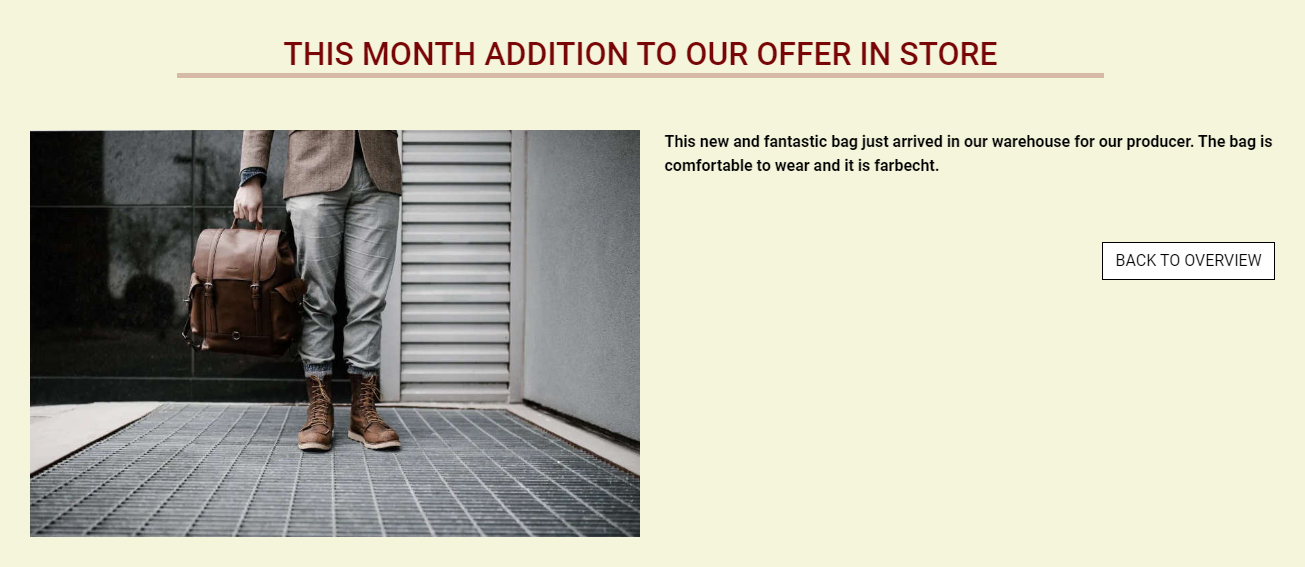 THIS MONTH ADDITION TO OUR OFFER IN STORE
This new and fantastic bag just arrived in our warehouse for our producer. The bag is
comfortable to wear and it is farbecht.
BACK TO OVERVIEW